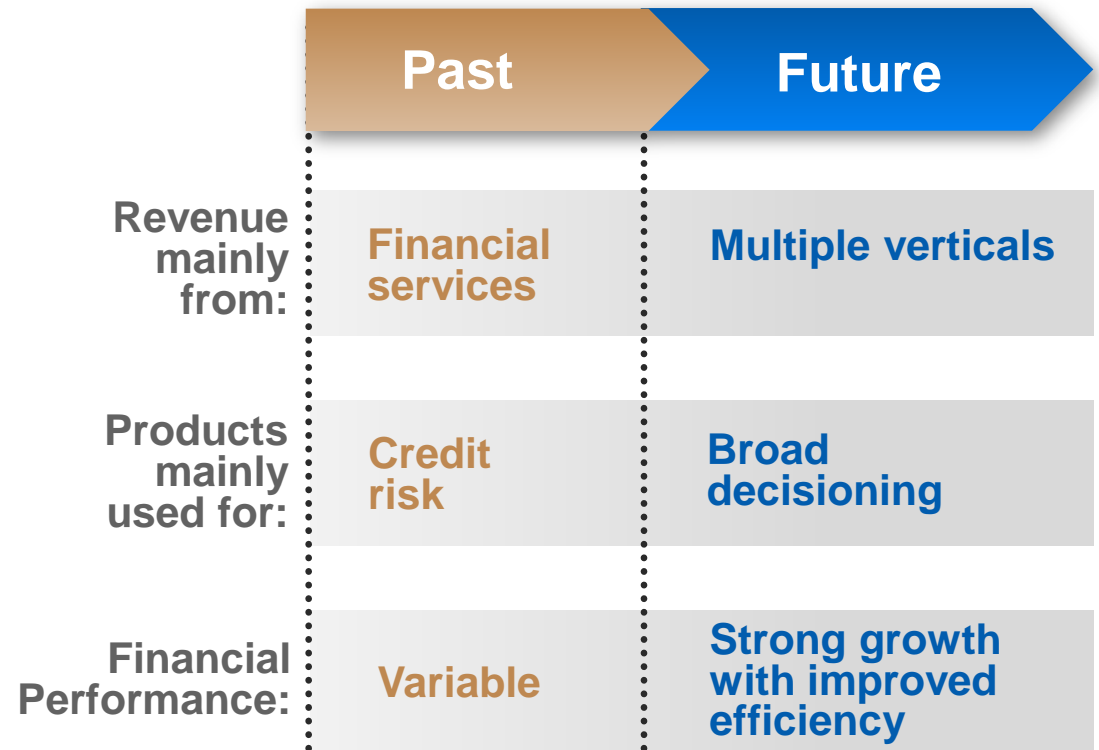 Past
Future
Revenue
mainly
from:
Financial
services
Multiple verticals
Products
mainly
used for:
Credit
risk
Broad
decisioning
Financial
Performance:
Variable
Strong growth
with improved
efficiency